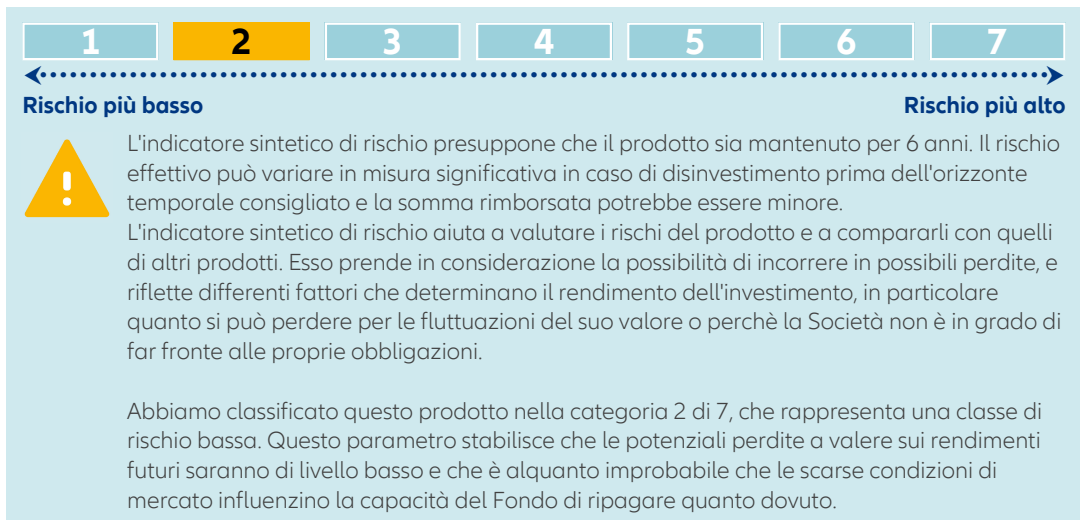 1 2 3 4 5 6 7
Rischio più basso Rischio più alto
L'indicatore sintetico di rischio presuppone che il prodotto sia mantenuto per 6 anni. Il rischio
effettivo può variare in misura significativa in caso di disinvestimento prima dell'orizzonte
temporale consigliato e la somma rimborsata potrebbe essere minore.
L'indicatore sintetico di rischio aiuta a valutare i rischi del prodotto e a compararli con quelli
di altri prodotti. Esso prende in considerazione la possibilità di incorrere in possibili perdite, e
riflette differenti fattori che determinano il rendimento dell'investimento, in particolare
quanto si può perdere per le fluttuazioni del suo valore o perchè la Società non è in grado di
far fronte alle proprie obbligazioni.
Abbiamo classificato questo prodotto nella categoria 2 di 7, che rappresenta una classe di
rischio bassa. Questo parametro stabilisce che le potenziali perdite a valere sui rendimenti
futuri saranno di livello basso e che è alquanto improbabile che le scarse condizioni di
mercato influenzino la capacità del Fondo di ripagare quanto dovuto.